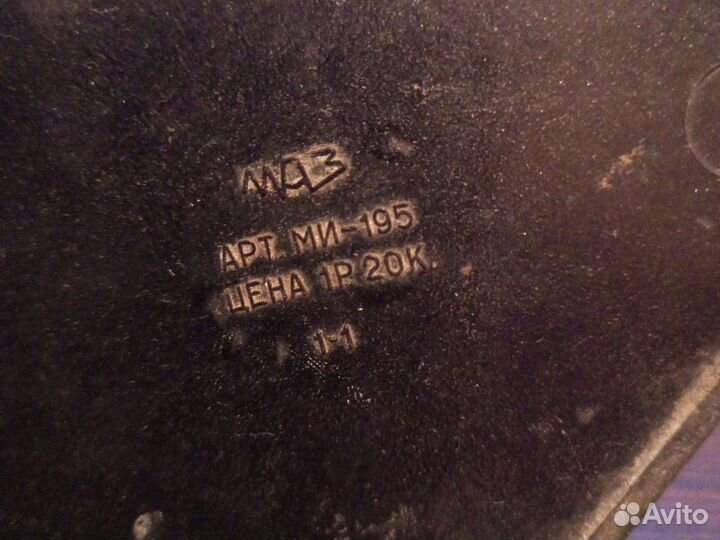 МАЗ
АРТ. МИ-195
ЦЕНА 1Р. 20К.
1-1
Avito